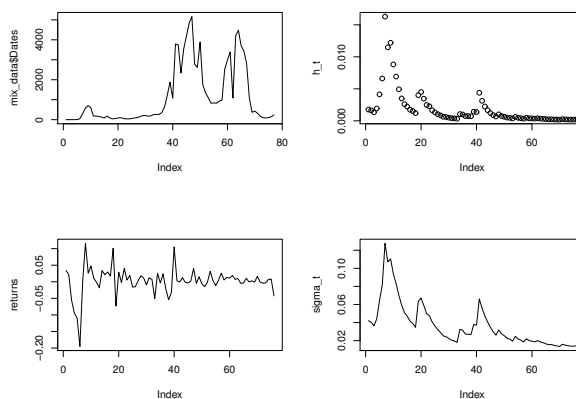 mix_data$Dates
0 2000 4000
0 20 40 60 80
Index
h_t
0.000 0.010
0 20 40 60
Index
returns
−0.20 −0.05 0.05
0 20 40 60
Index
sigma_t
0.02 0.06 0.10
0 20 40 60
Index